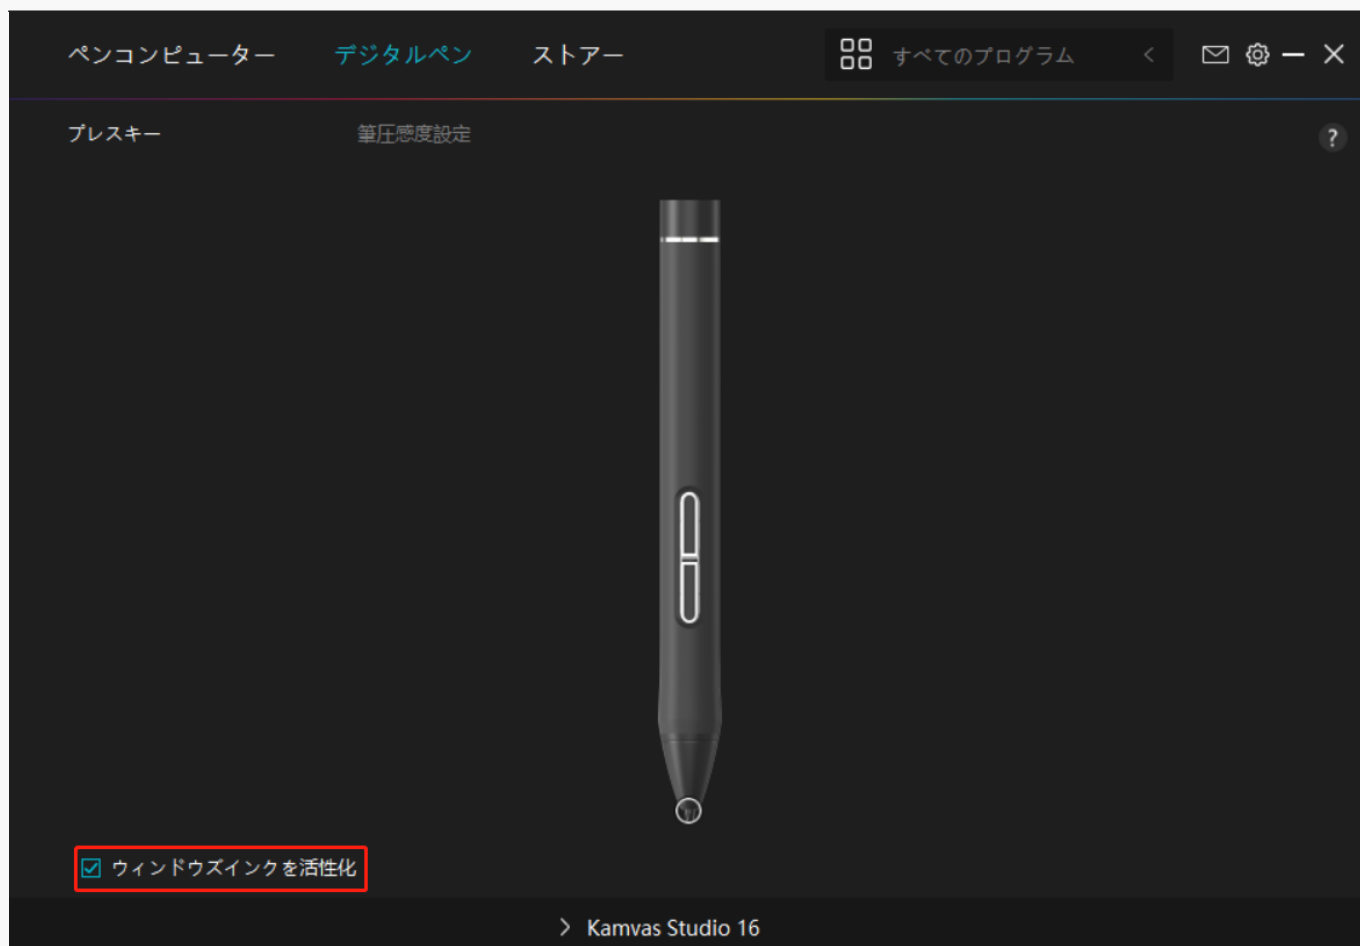 ペンコンピューター デジタルペン ストアー すべてのプログラム
プレスキー 筆圧感度設定 ?
ウィンドウズインクを活性化
Kamvas Studio 16